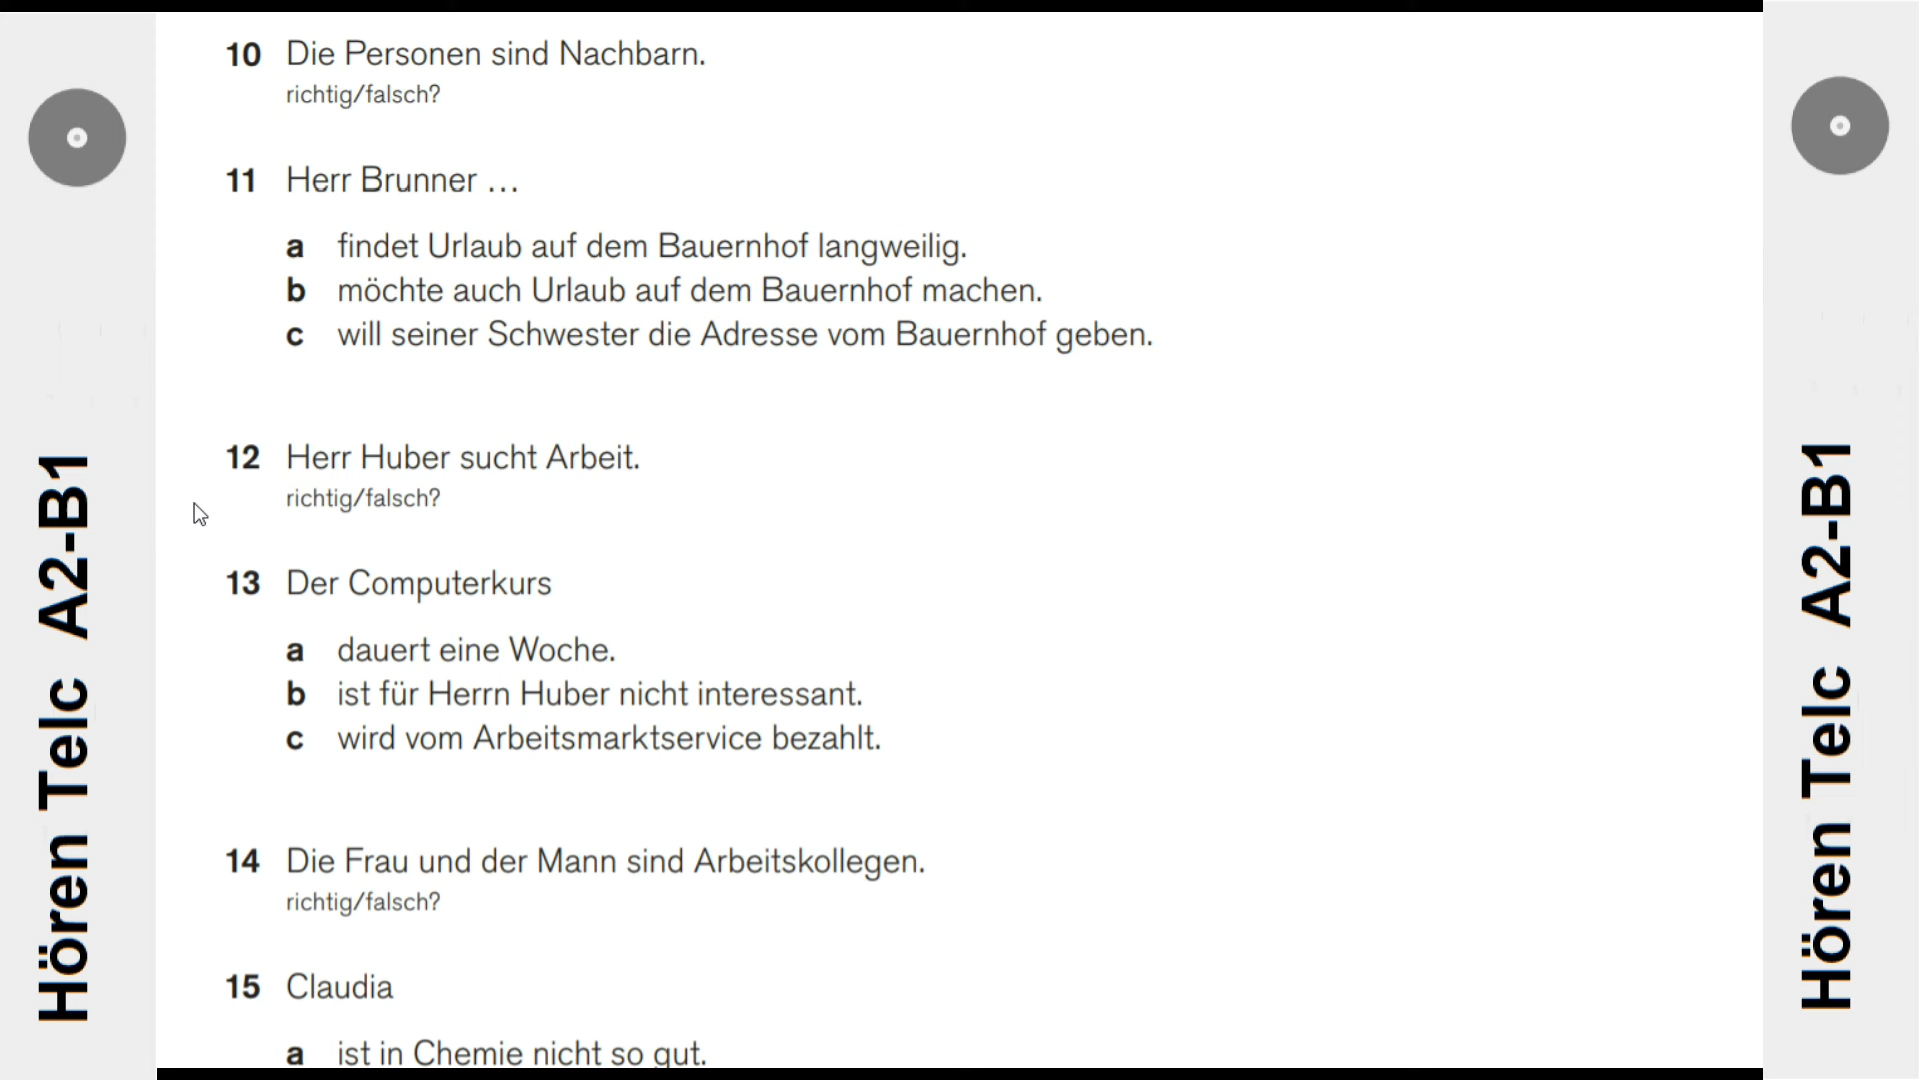 10 Die Personen sind Nachbarn.
richtig/falsch?
11 Herr Brunner ...
a findet Urlaub auf dem Bauernhof langweilig.
b möchte auch Urlaub auf dem Bauernhof machen.
c will seiner Schwester die Adresse vom Bauernhof geben.
12 Herr Huber sucht Arbeit.
richtig/falsch?
13 Der Computerkurs
a dauert eine Woche.
b ist für Herrn Huber nicht interessant.
c wird vom Arbeitsmarktservice bezahlt.
14 Die Frau und der Mann sind Arbeitskollegen.
richtig/falsch?
15 Claudia
a ist in Chemie nicht so gut.
Hören Telc A2-B1
Hören Telc A2-B1